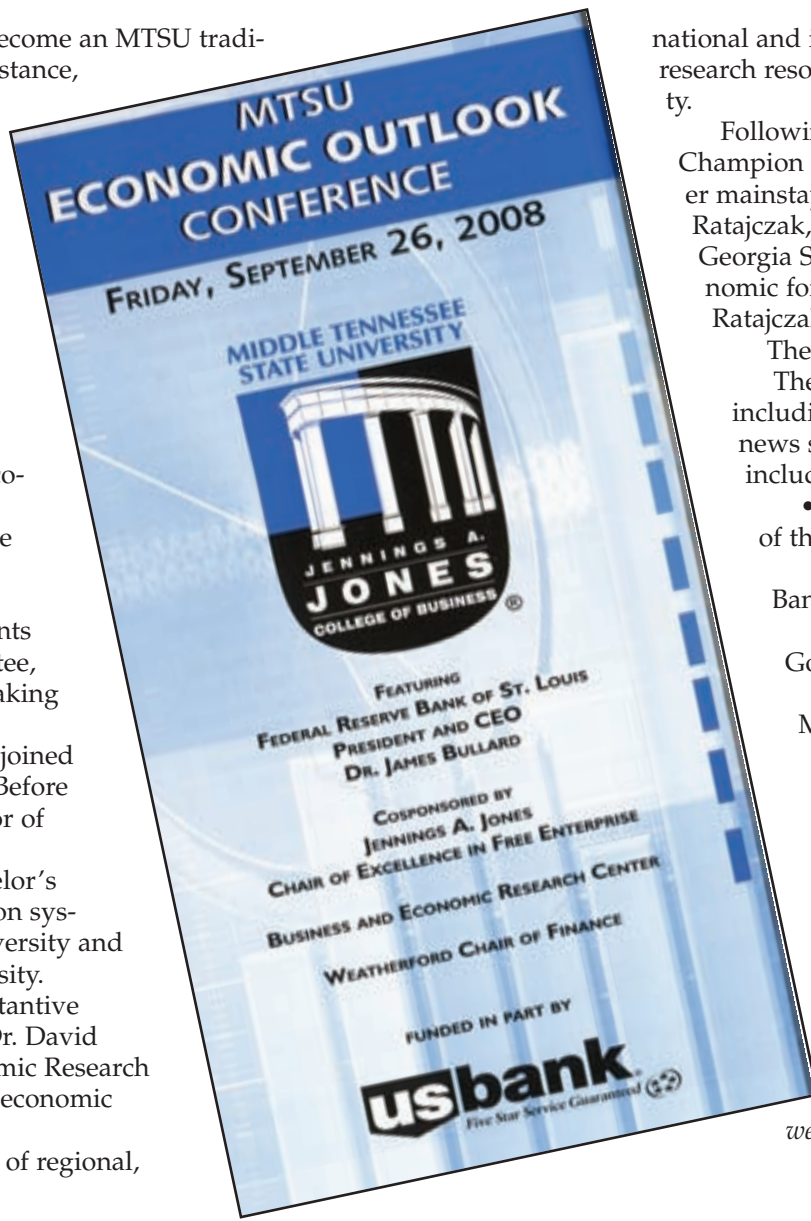 ecome an MTSU tradi-
stance,
o-
e
nts
tee,
aking
joined
Before
or of
elor's
on sys-
versity and
sity.
tantive
Dr. David
mic Research
economic
of regional,
MTSU
ECONOMIC OUTLOOK
CONFERENCE
FRIDAY, SEPTEMBER 26, 2008
MIDDLE TENNESSEE
STATE UNIVERSITY
JENNINGS A.
JONES
COLLEGE OF BUSINESS ®
FEATURING
FEDERAL RESERVE BANK OF ST. LOUIS
PRESIDENT AND CEO
DR. JAMES BULLARD
COSPONSORED BY
JENNINGS A. JONES
CHAIR OF EXCELLENCE IN FREE ENTERPRISE
BUSINESS AND ECONOMIC RESEARCH CENTER
WEATHERFORD CHAIR OF FINANCE
FUNDED IN PART BY
usbank®
Five Star Service Guaranteed
national and i
research reso
ty.
Followi
Champion
er mainsta
Ratajczak,
Georgia S
nomic fo
Ratajcza
The
The
includi
news s
includ
•
of th
Ban
Go
M
we